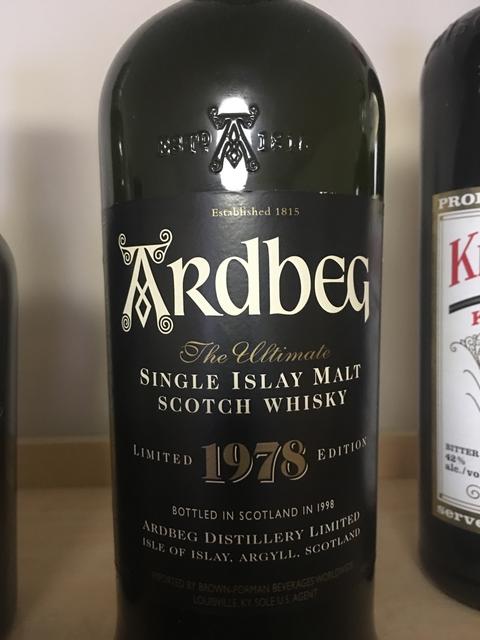 ESTD A 1815
Established 1815
ARDBEG
The Ultimate
SINGLE ISLAY MALT
SCOTCH WHISKY
LIMITED 1978 EDITION
BOTTLED IN SCOTLAND IN 1998
ARDBEG DISTILLERY LIMITED
ISLE OF ISLAY, ARGYLL, SCOTLAND
IMPORTED BY BROWN-FORMAN BEVERAGES WORLDWIDE
LOUISVILLE, KY. SOLE U.S. AGENT
BITTER
42%
alc./vo
serve